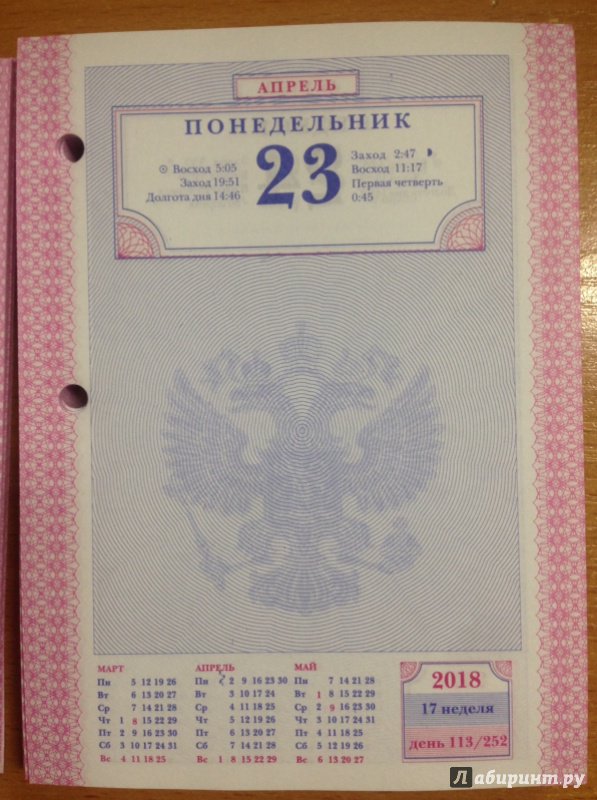 АПРЕЛЬ
ПОНЕДЕЛЬНИК
23
Восход 5:05
Заход 19:51
Долгота дня 14:46
Заход 2:47
Восход 11:17
Первая четверть
0:45
МАРТ
Пн 5 12 19 26
Вт 6 13 20 27
Ср 7 14 21 28
Чт 1 8 15 22 29
Пт 2 9 16 23 30
Сб 3 10 17 24 31
Вс 4 11 18 25
АПРЕЛЬ
Пн 2 9 16 23 30
Вт 3 10 17 24
Ср 4 11 18 25
Чт 5 12 19 26
Пт 6 13 20 27
Сб 7 14 21 28
Вс 1 8 15 22 29
МАЙ
Пн 7 14 21 28
Вт 1 8 15 22 29
Ср 2 9 16 23 30
Чт 3 10 17 24 31
Пт 4 11 18 25
Сб 5 12 19 26
Вс 6 13 20 27
2018
17 неделя
день 113/252
Лабиринт.ру